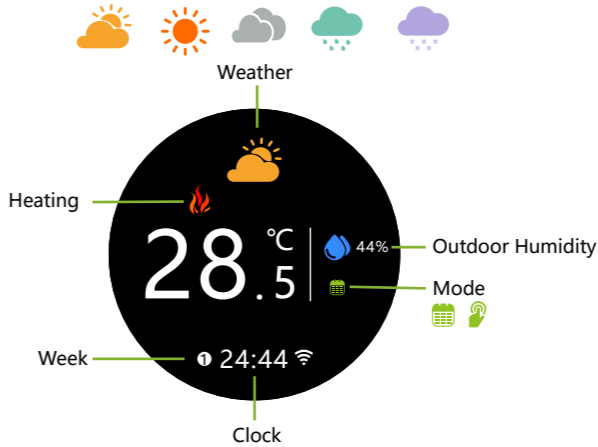 Weather
Heating
28.5 °C
44%
Outdoor Humidity
Mode
Week
1 24:44
Clock